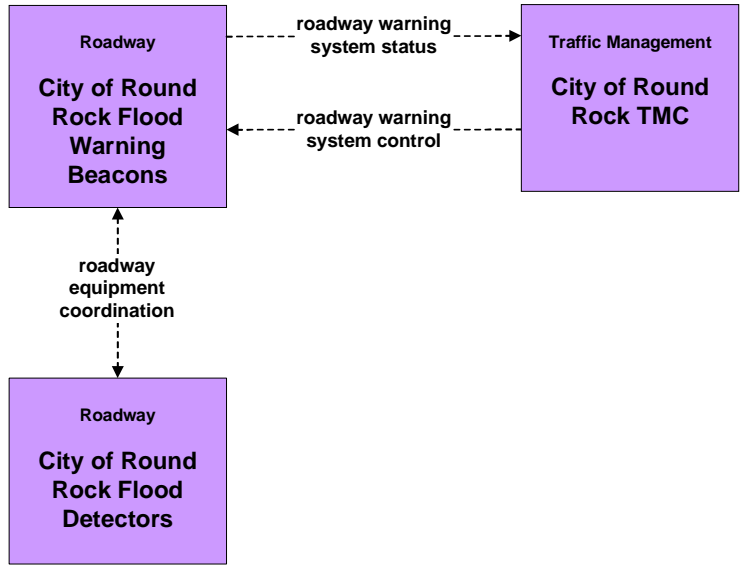 Roadway
City of Round
Rock Flood
Warning
Beacons
roadway warning
system status
roadway warning
system control
Traffic Management
City of Round
Rock TMC
roadway
equipment
coordination
Roadway
City of Round
Rock Flood
Detectors